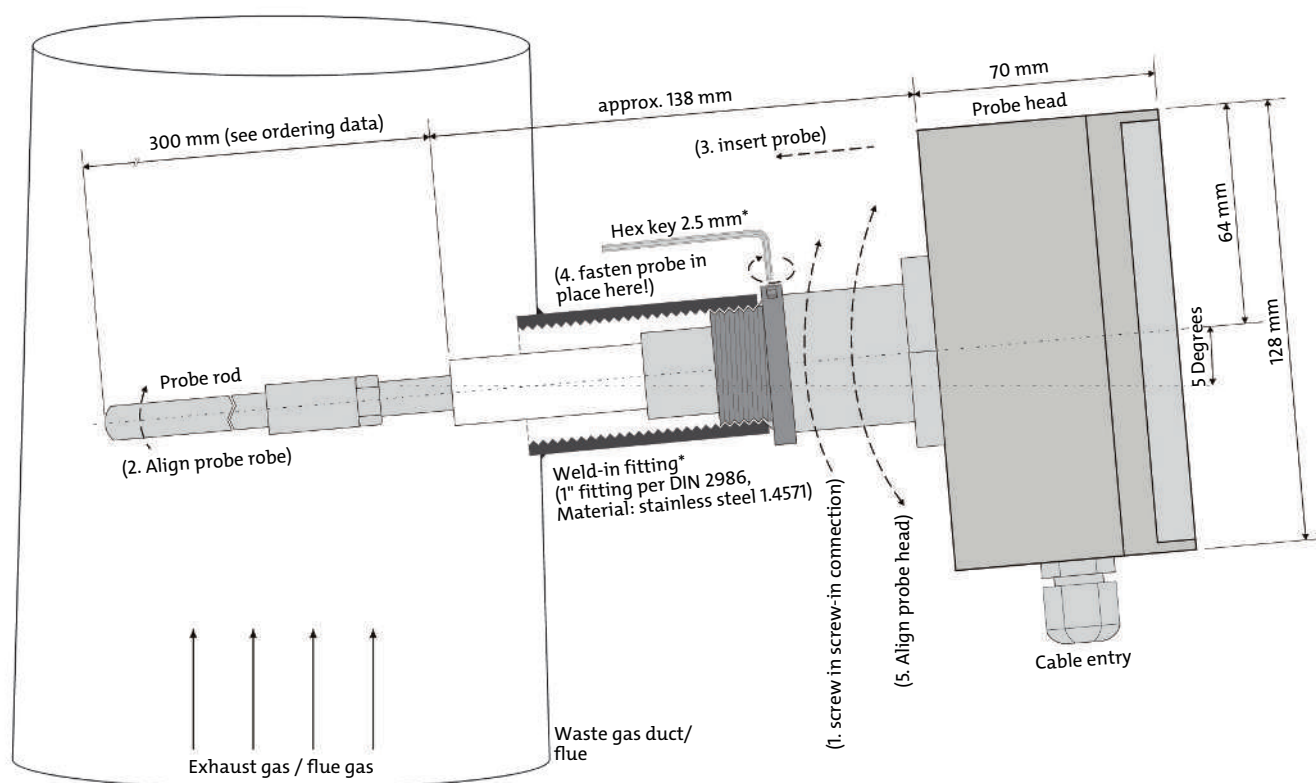 70 mm
approx. 138 mm
Probe head
300 mm (see ordering data)
(3. insert probe)
64 mm
Hex key 2.5 mm*
(4. fasten probe in
place here!)
128 mm
5 Degrees
Probe rod
(2. Align probe robe)
Weld-in fitting*
(1" fitting per DIN 2986,
Material: stainless steel 1.4571)
(1. screw in screw-in connection)
(5. Align probe head)
Cable entry
Waste gas duct/
flue
Exhaust gas / flue gas